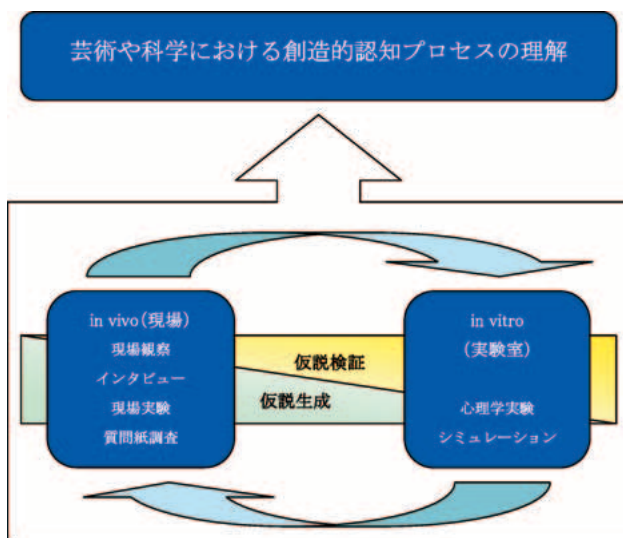 芸術や科学における創造的認知プロセスの理解
in vivo（現場）
現場観察
インタビュー
現場実験
質問紙調査
仮説検証
仮説生成
in vitro
（実験室）
心理学実験
シミュレーション